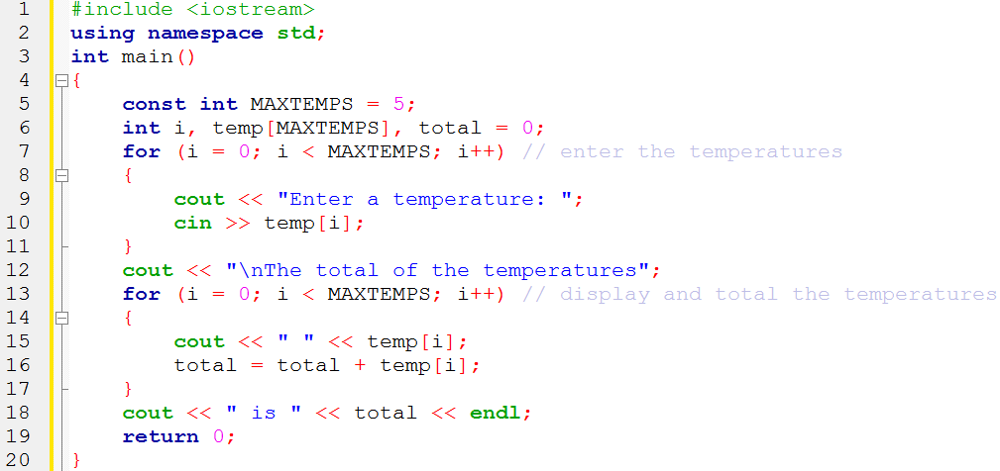 1 #include <iostream>
2 using namespace std;
3 int main()
4 {
5     const int MAXTEMPS = 5;
6     int i, temp[MAXTEMPS], total = 0;
7     for (i = 0; i < MAXTEMPS; i++) // enter the temperatures
8     {
9         cout << "Enter a temperature: ";
10         cin >> temp[i];
11     }
12     cout << "\nThe total of the temperatures";
13     for (i = 0; i < MAXTEMPS; i++) // display and total the temperatures
14     {
15         cout << " " << temp[i];
16         total = total + temp[i];
17     }
18     cout << " is " << total << endl;
19     return 0;
20 }